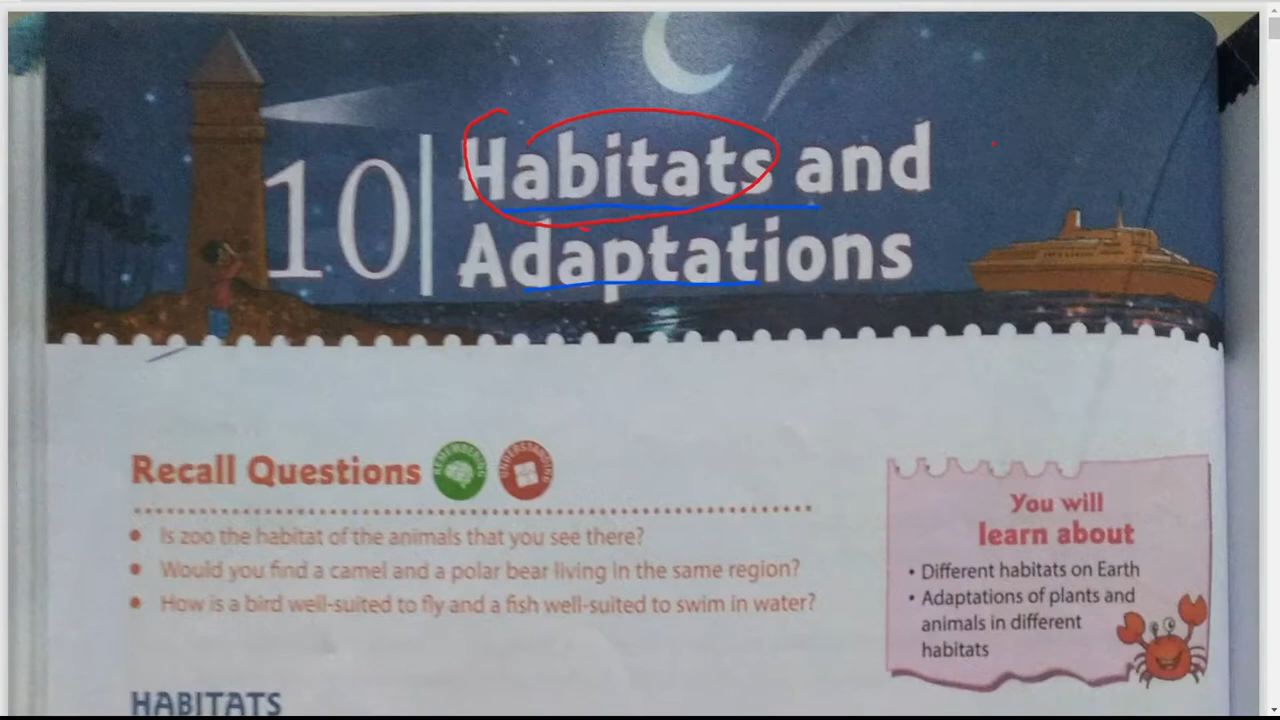 10
Habitats and
Adaptations
Recall Questions
REMEMBERING
UNDERSTANDING
• Is zoo the habitat of the animals that you see there?
• Would you find a camel and a polar bear living in the same region?
• How is a bird well-suited to fly and a fish well-suited to swim in water?
You will
learn about
• Different habitats on Earth
• Adaptations of plants and
animals in different
habitats
HABITATS